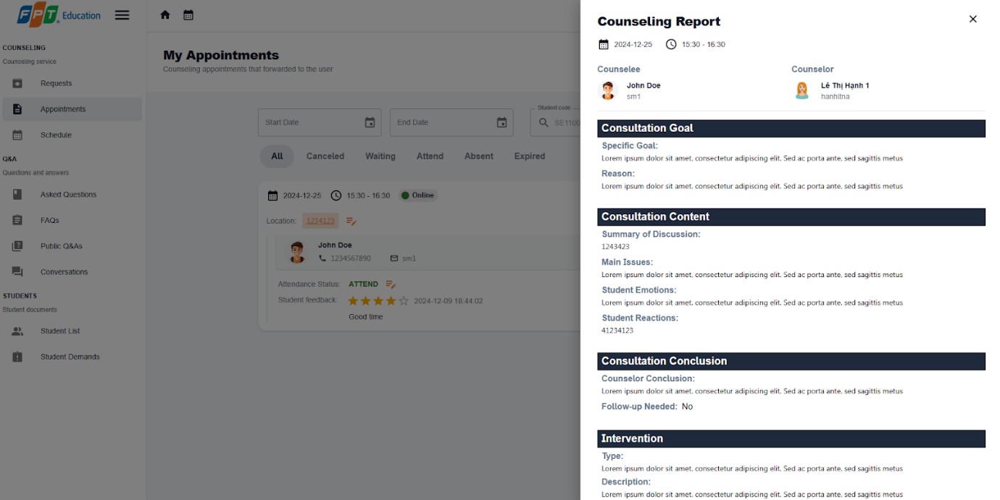 FPT Education
COUNSELING
Counseling service
Requests
Appointments
Schedule
Q&A
Questions and answers
Asked Questions
FAQs
Public Q&As
Conversations
STUDENTS
Student documents
Student List
Student Demands
My Appointments
Counseling appointments that forwarded to the user
Start Date
End Date
Student code
SE1100
All Canceled Waiting Attend Absent Expired
2024-12-25 15:30 - 16:30 Online
Location: 1234123
John Doe
1234567890 sm1
Attendance Status: ATTEND
Student feedback: 2024-12-09 18:44:02
Good time
Counseling Report
2024-12-25 15:30 - 16:30
Counselee
John Doe
sm1
Counselor
Lê Thị Hạnh 1
hanhltna
Consultation Goal
Specific Goal:
Lorem ipsum dolor sit amet, consectetur adipiscing elit. Sed ac porta ante, sed sagittis metus
Reason:
Lorem ipsum dolor sit amet, consectetur adipiscing elit. Sed ac porta ante, sed sagittis metus
Consultation Content
Summary of Discussion:
1243423
Main Issues:
Lorem ipsum dolor sit amet, consectetur adipiscing elit. Sed ac porta ante, sed sagittis metus
Student Emotions:
Lorem ipsum dolor sit amet, consectetur adipiscing elit. Sed ac porta ante, sed sagittis metus
Student Reactions:
41234123
Consultation Conclusion
Counselor Conclusion:
Lorem ipsum dolor sit amet, consectetur adipiscing elit. Sed ac porta ante, sed sagittis metus
Follow-up Needed: No
Intervention
Type:
Lorem ipsum dolor sit amet, consectetur adipiscing elit. Sed ac porta ante, sed sagittis metus
Description:
Lorem ipsum dolor sit amet, consectetur adipiscing elit. Sed ac porta ante, sed sagittis metus